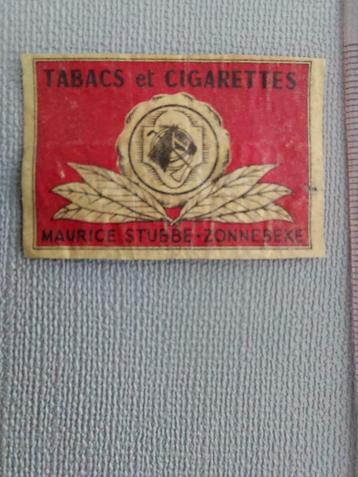 TABACS et CIGARETTES
MAURICE STUBBE·ZONNEBEKE